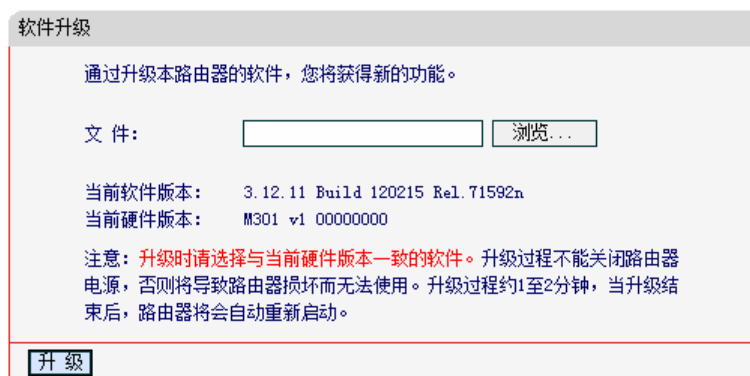 软件升级
通过升级本路由器的软件，您将获得新的功能。
文 件: 浏览...
当前软件版本: 3.12.11 Build 120215 Rel.71592n
当前硬件版本: M301 v1 00000000
注意: 升级时请选择与当前硬件版本一致的软件。升级过程不能关闭路由器
电源，否则将导致路由器损坏而无法使用。升级过程约1至2分钟，当升级结
束后，路由器将会自动重新启动。
升 级